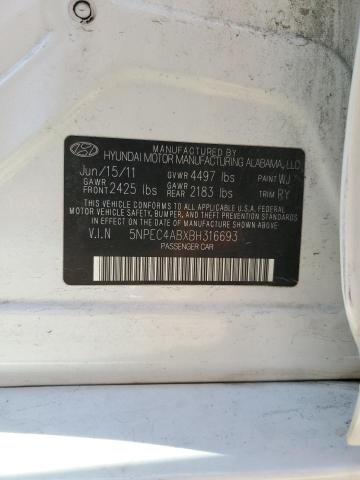 MANUFACTURED BY
HYUNDAI MOTOR MANUFACTURING ALABAMA, LLC
Jun/15/11 GVWR 4497 lbs PAINT WJ
GAWR FRONT 2425 lbs GAWR REAR 2183 lbs TRIM RY
THIS VEHICLE CONFORMS TO ALL APPLICABLE U.S.A. FEDERAL
MOTOR VEHICLE SAFETY, BUMPER, AND THEFT PREVENTION
STANDARDS IN EFFECT ON THE DATE OF MANUFACTURE
SHOWN ABOVE.
V.I.N 5NPEC4ABXBH316693
PASSENGER CAR